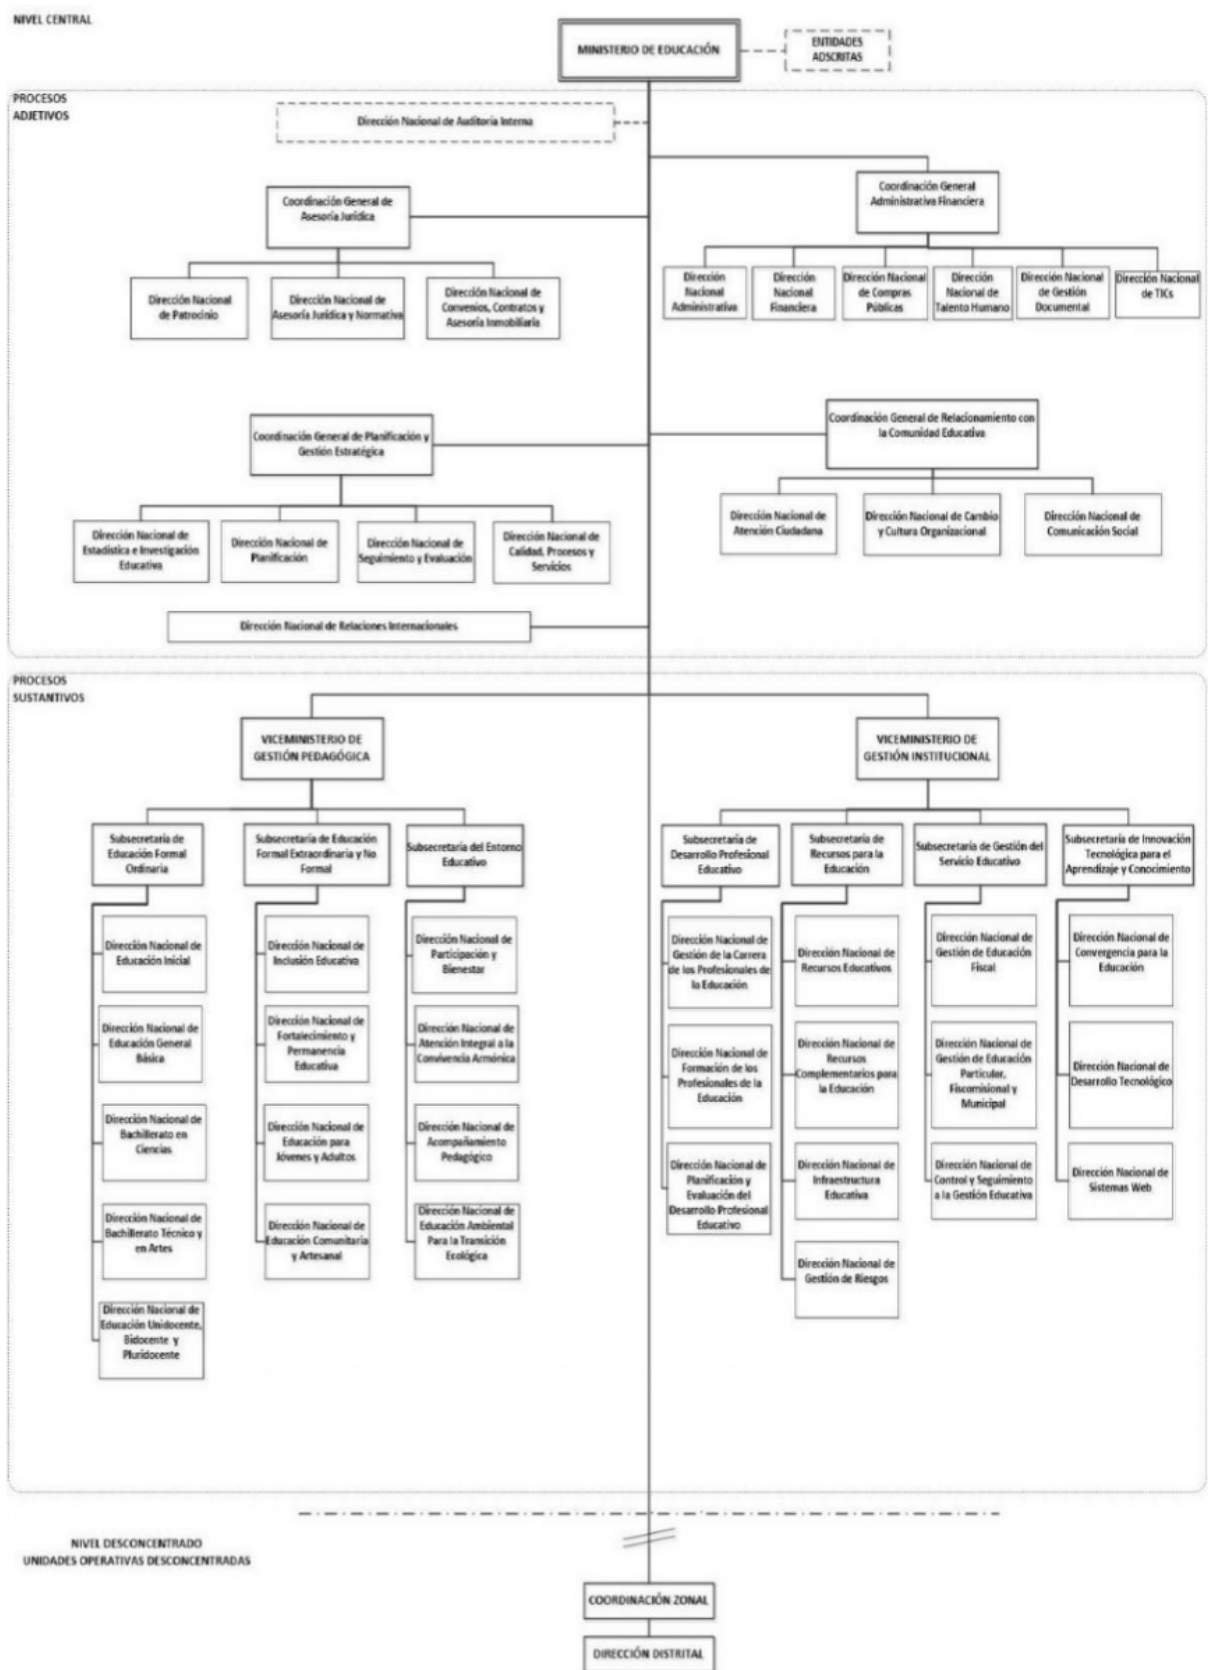 NIVEL CENTRAL
MINISTERIO DE EDUCACIÓN
ENTIDADES
ADSCRITAS
PROCESOS
ADJETIVOS
Dirección Nacional de Auditoría Interna
Coordinación General de
Asesoría Jurídica
Coordinación General
Administrativa Financiera
Dirección Nacional
de Patrocinio
Dirección Nacional de
Asesoría Jurídica y Normativa
Dirección Nacional de
Convenios, Contratos y
Asesoría Inmobiliaria
Dirección
Nacional
Administrativa
Dirección
Nacional
Financiera
Dirección Nacional
de Compras
Públicas
Dirección
Nacional de
Talento Humano
Dirección Nacional
de Gestión
Documental
Dirección Nacional
de TICs
Coordinación General de Planificación y
Gestión Estratégica
Coordinación General de Relacionamiento con
la Comunidad Educativa
Dirección Nacional de
Estadística e Investigación
Educativa
Dirección Nacional de
Planificación
Dirección Nacional de
Seguimiento y Evaluación
Dirección Nacional de
Calidad, Procesos y
Servicios
Dirección Nacional de
Atención Ciudadana
Dirección Nacional de Cambio
y Cultura Organizacional
Dirección Nacional de
Comunicación Social
Dirección Nacional de Relaciones Internacionales
PROCESOS
SUSTANTIVOS
VICEMINISTERIO DE
GESTIÓN PEDAGÓGICA
VICEMINISTERIO DE
GESTIÓN INSTITUCIONAL
Subsecretaría de
Educación Formal
Ordinaria
Subsecretaría de Educación
Formal Extraordinaria y No
Formal
Subsecretaría del Entorno
Educativo
Subsecretaría de
Desarrollo Profesional
Educativo
Subsecretaría de
Recursos para la
Educación
Subsecretaría de Gestión del
Servicio Educativo
Subsecretaría de Innovación
Tecnológica para el
Aprendizaje y Conocimiento
Dirección Nacional de
Educación Inicial
Dirección Nacional de
Inclusión Educativa
Dirección Nacional de
Participación y
Bienestar
Dirección Nacional de
Gestión de la Carrera
de los Profesionales de
la Educación
Dirección Nacional de
Recursos Educativos
Dirección Nacional de
Gestión de Educación
Fiscal
Dirección Nacional de
Convergencia para la
Educación
Dirección Nacional de
Educación General
Básica
Dirección Nacional de
Fortalecimiento y
Permanencia
Educativa
Dirección Nacional de
Atención Integral a la
Convivencia Armónica
Dirección Nacional de
Formación de los
Profesionales de la
Educación
Dirección Nacional de
Recursos
Complementarios para
la Educación
Dirección Nacional de
Gestión de Educación
Particular,
Fiscomisional y
Municipal
Dirección Nacional de
Desarrollo Tecnológico
Dirección Nacional de
Bachillerato en
Ciencias
Dirección Nacional de
Educación para
Jóvenes y Adultos
Dirección Nacional de
Acompañamiento
Pedagógico
Dirección Nacional de
Planificación y
Evaluación del
Desarrollo Profesional
Educativo
Dirección Nacional de
Infraestructura
Educativa
Dirección Nacional de
Control y Seguimiento
a la Gestión Educativa
Dirección Nacional de
Sistemas Web
Dirección Nacional de
Bachillerato Técnico y
en Artes
Dirección Nacional de
Educación Comunitaria
y Artesanal
Dirección Nacional de
Educación Ambiental
Para la Transición
Ecológica
Dirección Nacional de
Gestión de Riesgos
Dirección Nacional de
Educación Unidocente,
Bidocente y
Pluridocente
NIVEL DESCONCENTRADO
UNIDADES OPERATIVAS DESCONCENTRADAS
COORDINACIÓN ZONAL
DIRECCIÓN DISTRITAL